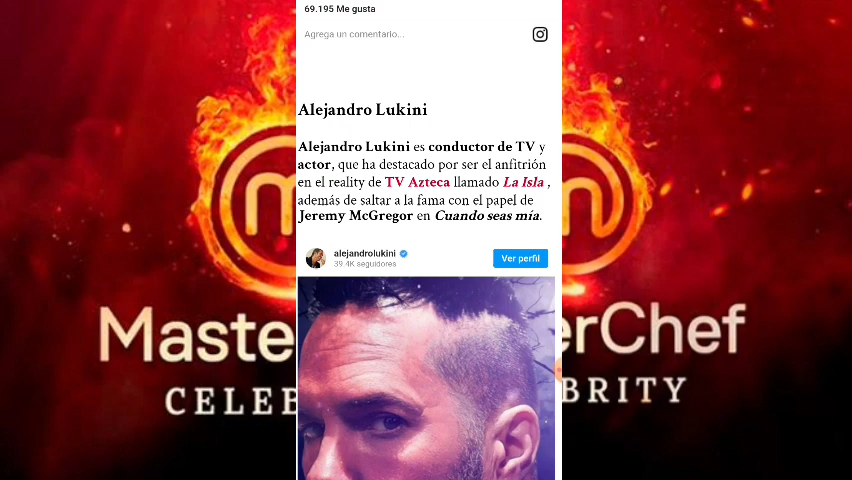 69.195 Me gusta
Agrega un comentario...
Alejandro Lukini
Alejandro Lukini es conductor de TV y
actor, que ha destacado por ser el anfitrión
en el reality de TV Azteca llamado La Isla ,
además de saltar a la fama con el papel de
Jeremy McGregor en Cuando seas mía.
alejandrolukini
39.4K seguidores
Ver perfil
Maste
erChef
CELEB
BRITY